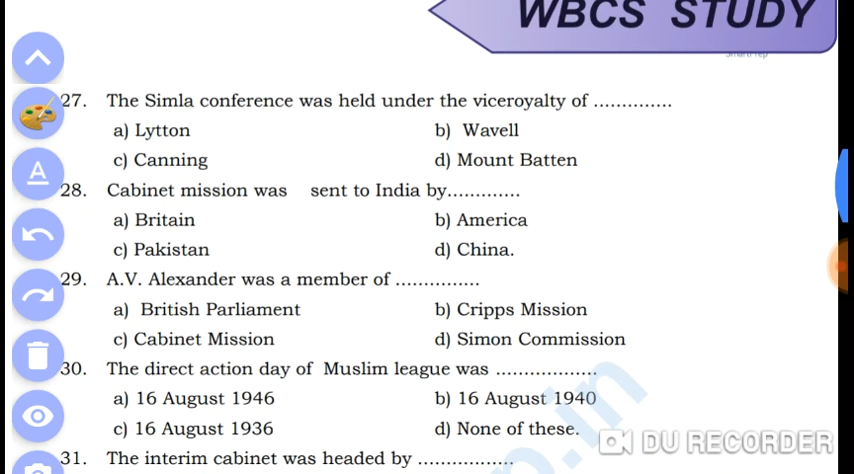 WBCS STUDY
27. The Simla conference was held under the viceroyalty of ..............
a) Lytton b) Wavell
c) Canning d) Mount Batten
28. Cabinet mission was sent to India by.............
a) Britain b) America
c) Pakistan d) China.
29. A.V. Alexander was a member of ...............
a) British Parliament b) Cripps Mission
c) Cabinet Mission d) Simon Commission
30. The direct action day of Muslim league was ..................
a) 16 August 1946 b) 16 August 1940
c) 16 August 1936 d) None of these.
DU RECORDER
31. The interim cabinet was headed by .................